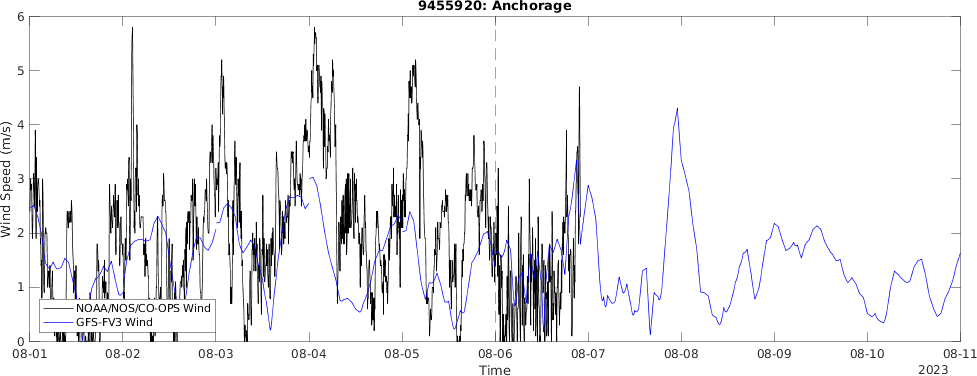 9455920: Anchorage
6
5
4
3
2
1
0
Wind Speed (m/s)
NOAA/NOS/CO-OPS Wind
GFS-FV3 Wind
08-01 08-02 08-03 08-04 08-05 08-06 08-07 08-08 08-09 08-10 08-11
Time
2023